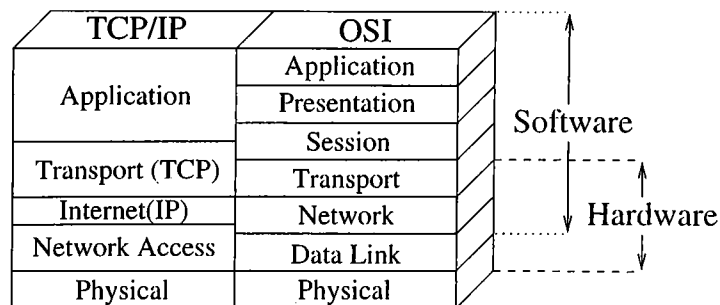 TCP/IP
OSI
Application
Transport (TCP)
Internet(IP)
Network Access
Physical
Application
Presentation
Session
Transport
Network
Data Link
Physical
Software
Hardware